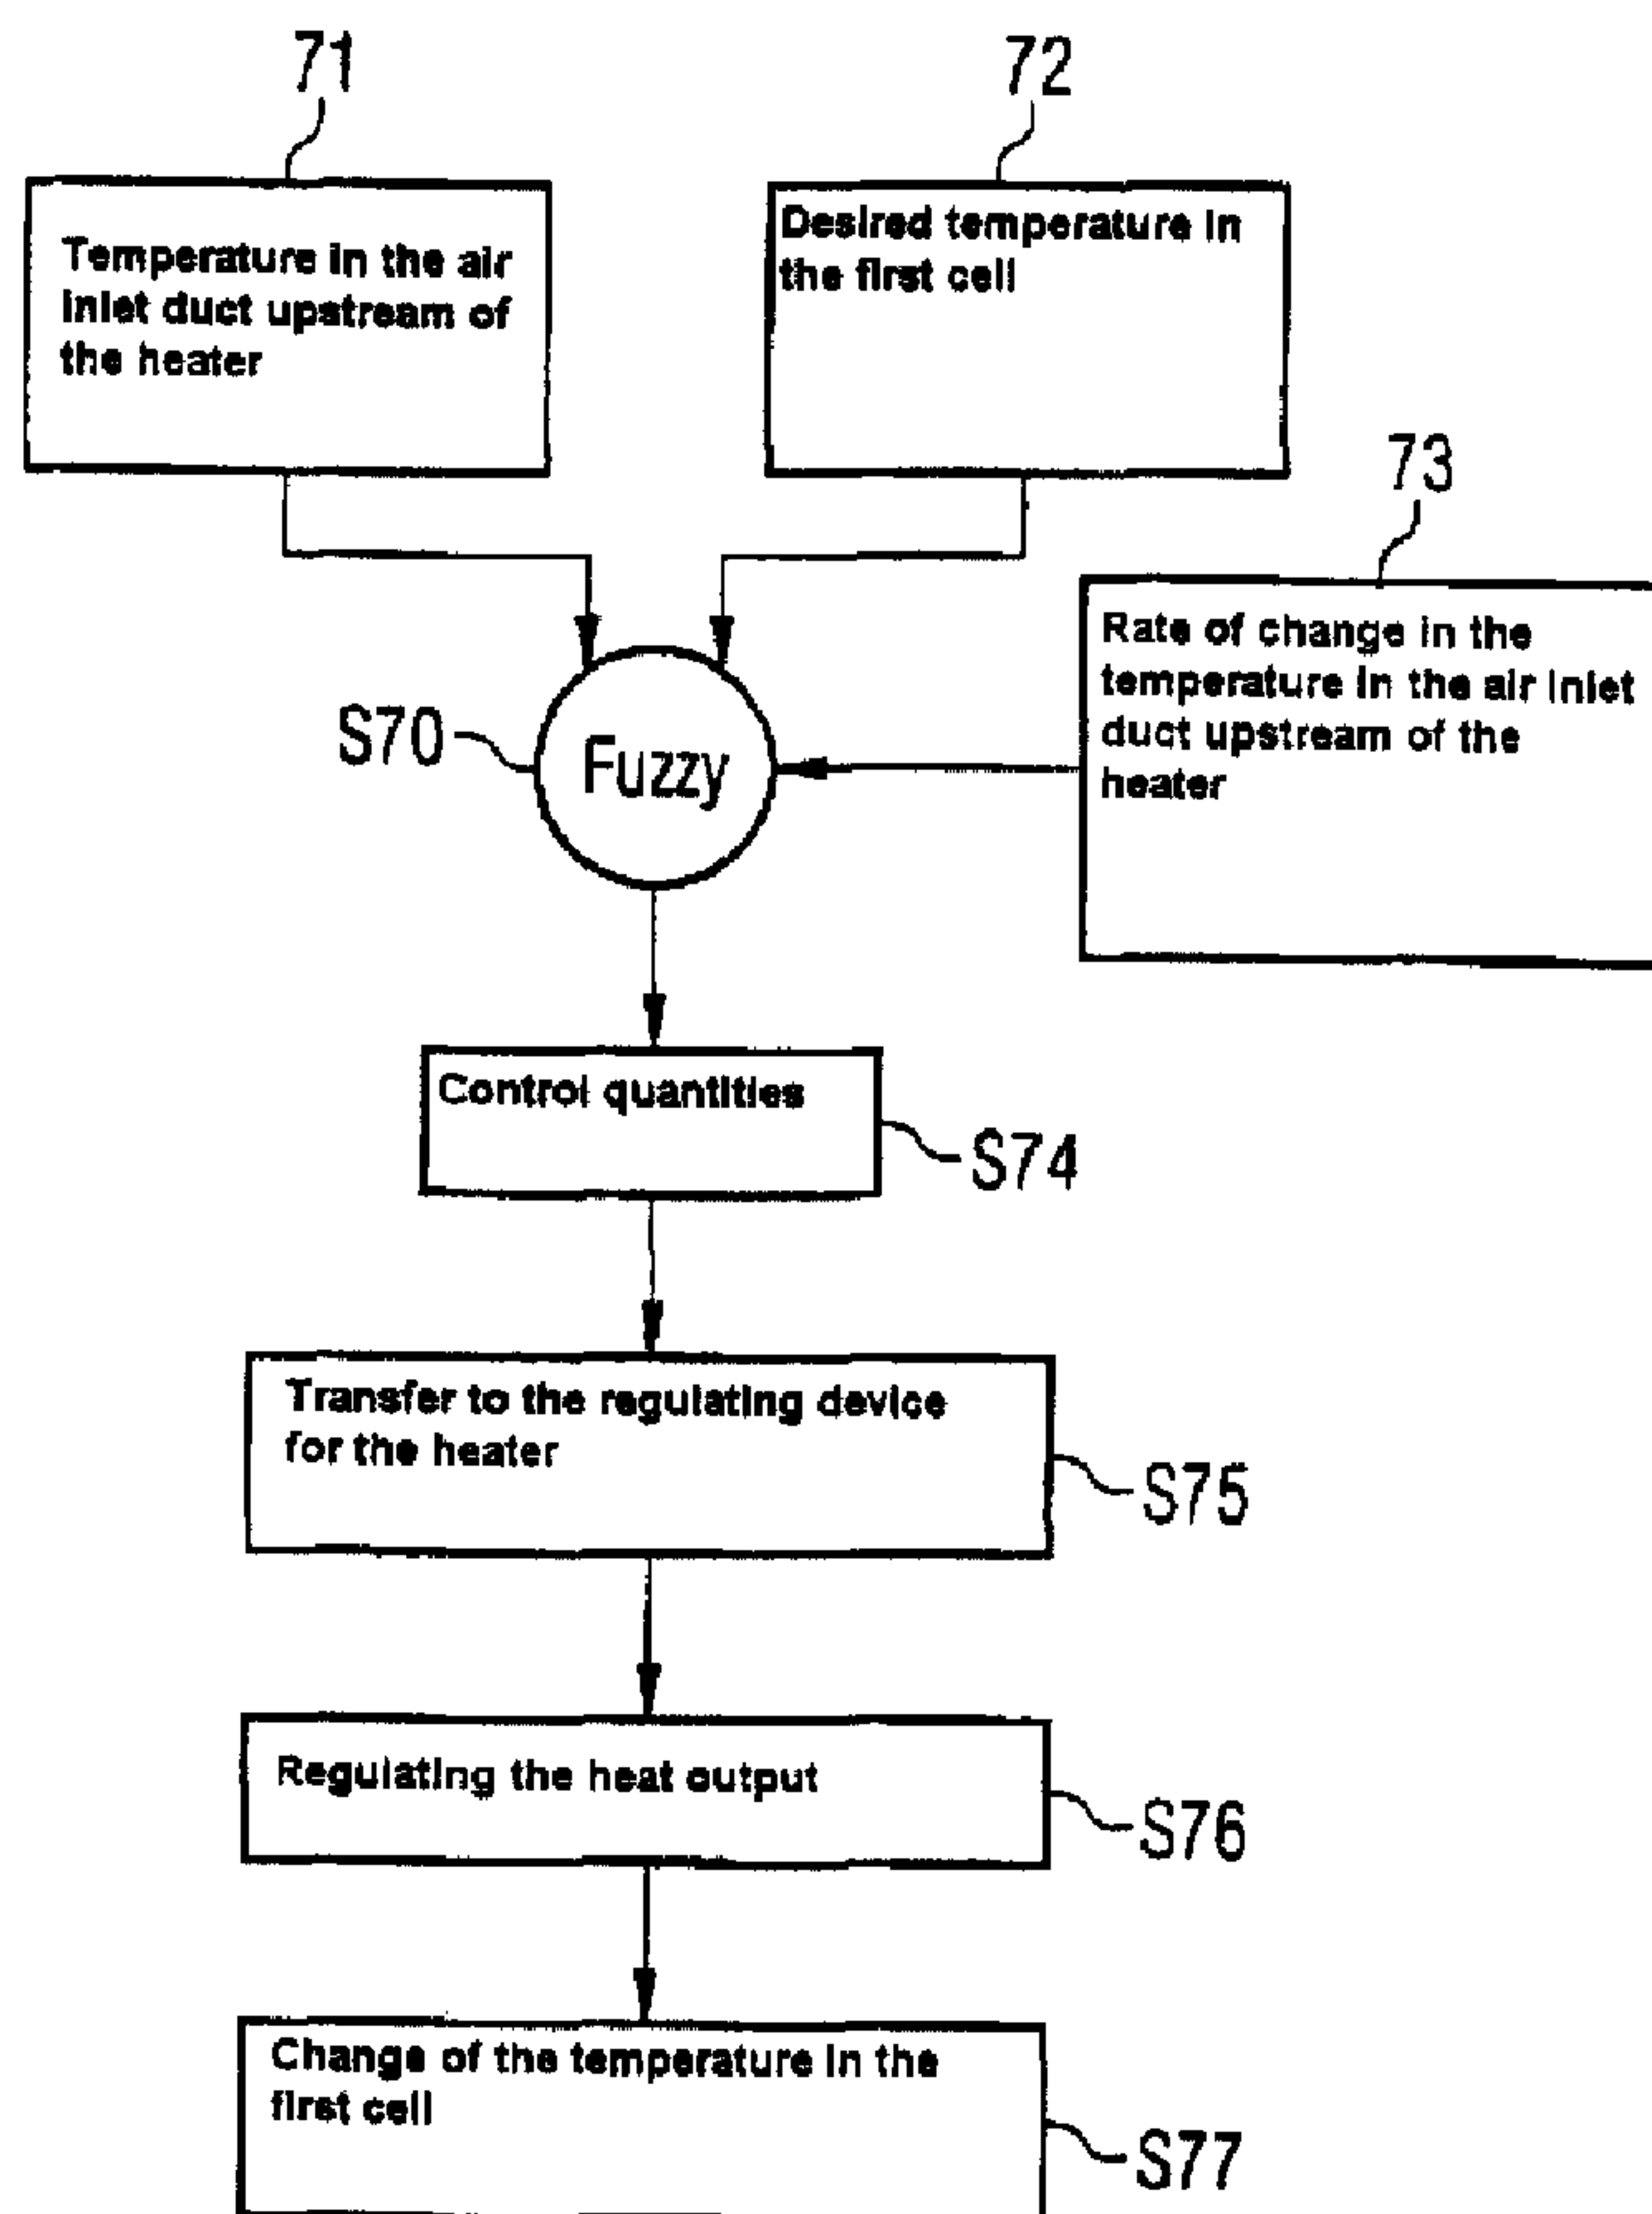 71
72
Temperature in the air
inlet duct upstream of
the heater
Desired temperature in
the first cell
73
Rate of change in the
temperature in the air inlet
duct upstream of the
heater
S70
Fuzzy
Control quantities
S74
Transfer to the regulating device
for the heater
S75
Regulating the heat output
S76
Change of the temperature in the
first cell
S77